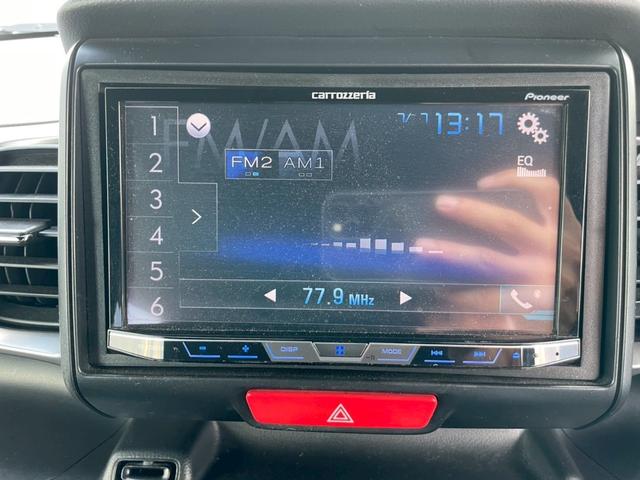 carrozzeria
Pioneer
1
13:17
FM/AM
2
FM2 AM1
EQ
3
4
5
77.9 MHz
6
DISP
MODE